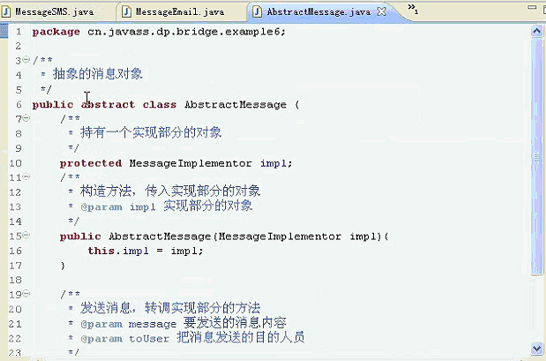 MessageSMS.java MessageEmail.java AbstractMessage.java »1
1 package cn.javass.dp.bridge.example6;
2
3 /**
4 * 抽象的消息对象
5 */
6 public abstract class AbstractMessage {
7 /**
8 * 持有一个实现部分的对象
9 */
10 protected MessageImplementor impl;
11 /**
12 * 构造方法，传入实现部分的对象
13 * @param impl 实现部分的对象
14 */
15 public AbstractMessage(MessageImplementor impl){
16 this.impl = impl;
17 }
18
19 /**
20 * 发送消息，转调实现部分的方法
21 * @param message 要发送的消息内容
22 * @param toUser 把消息发送的目的人员
23 */